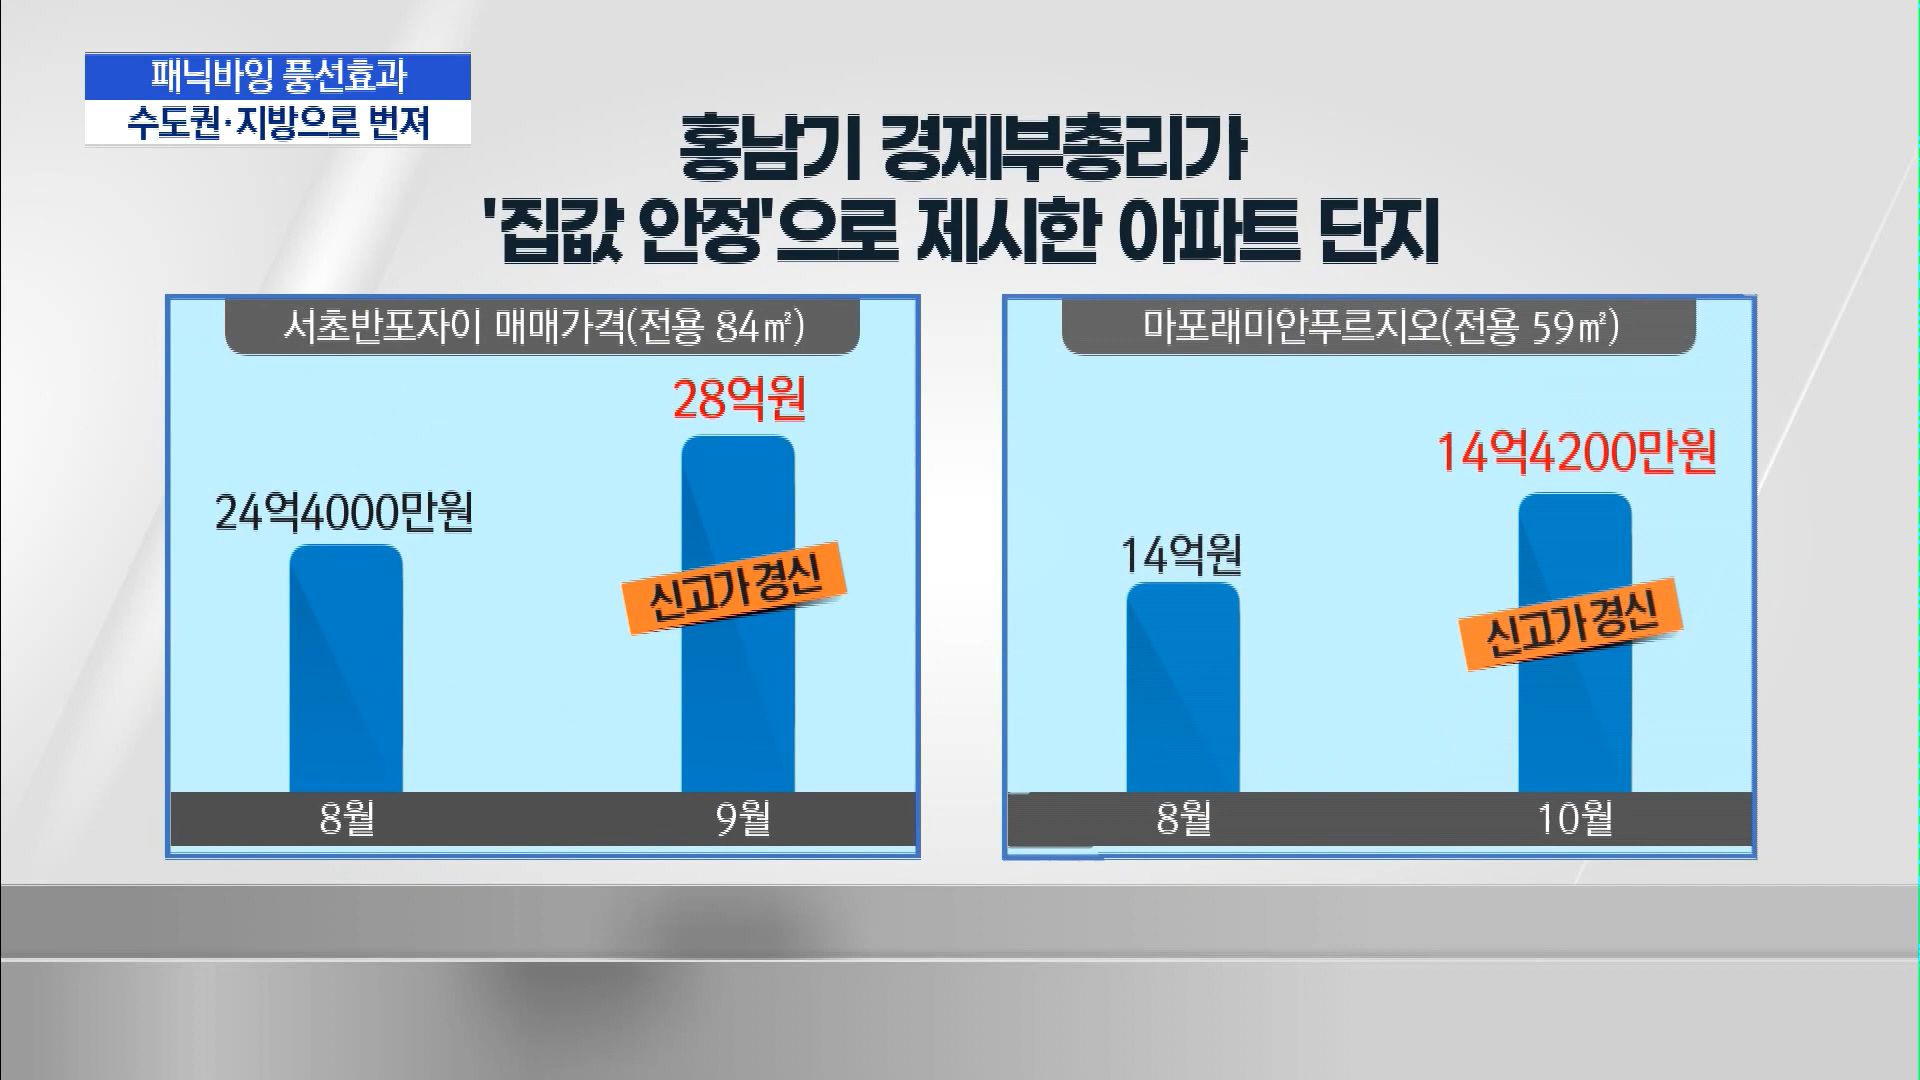 패닉바잉 풍선효과
수도권·지방으로 번져
홍남기 경제부총리가
'집값 안정'으로 제시한 아파트 단지
서초반포자이 매매가격(전용 84㎡)
24억4000만원
28억원
신고가 경신
8월
9월
마포래미안푸르지오(전용 59㎡)
14억원
14억4200만원
신고가 경신
8월
10월